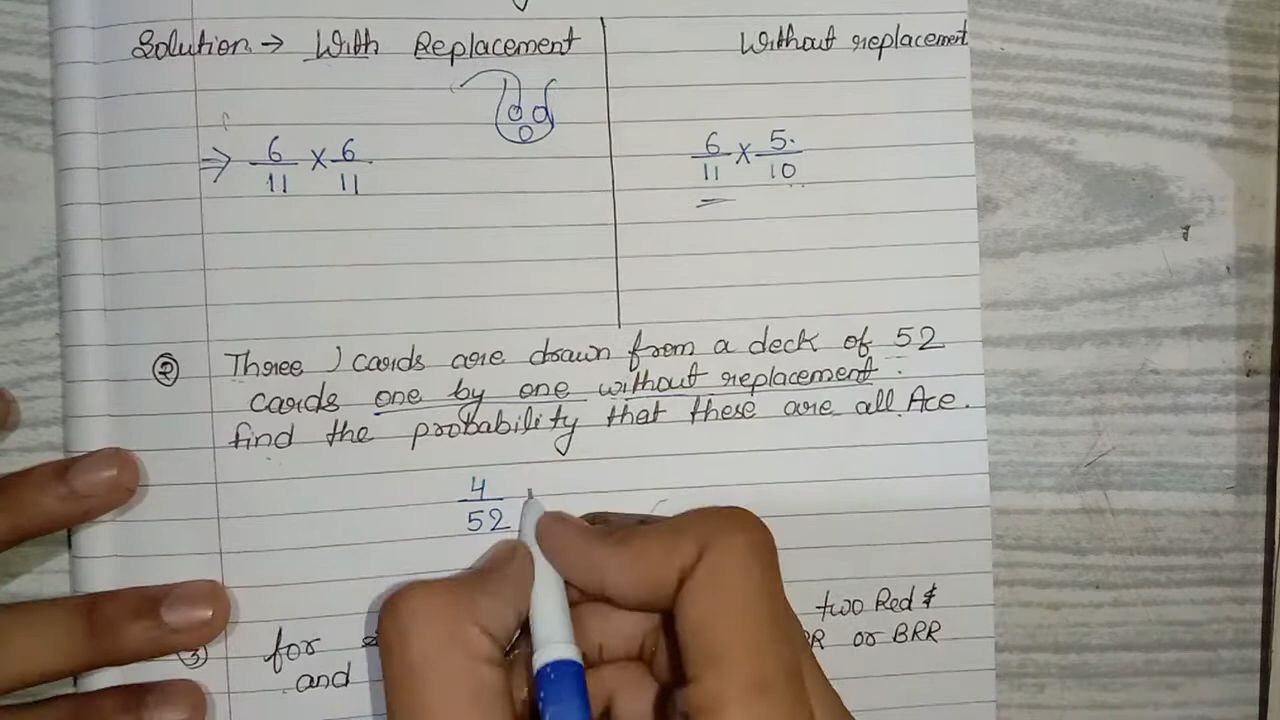 Solution → With Replacement
Without replacement
⇒ 6/11 × 6/11
6/11 × 5/10
② Three ) cards are drawn from a deck of 52
cards one by one without replacement.
find the probability that these are all Ace.
4/52
③ for
two Red &
or BRR
and